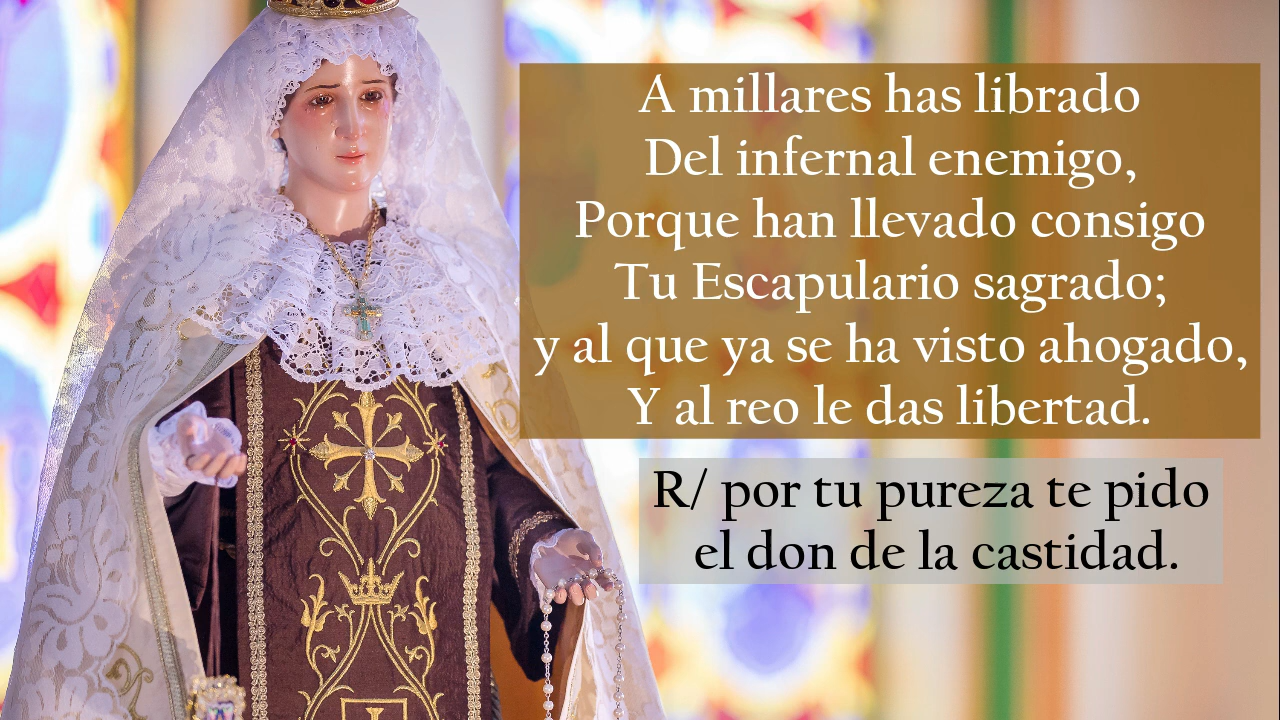 A millares has librado
Del infernal enemigo,
Porque han llevado consigo
Tu Escapulario sagrado;
y al que ya se ha visto ahogado,
Y al reo le das libertad.
R/ por tu pureza te pido
el don de la castidad.